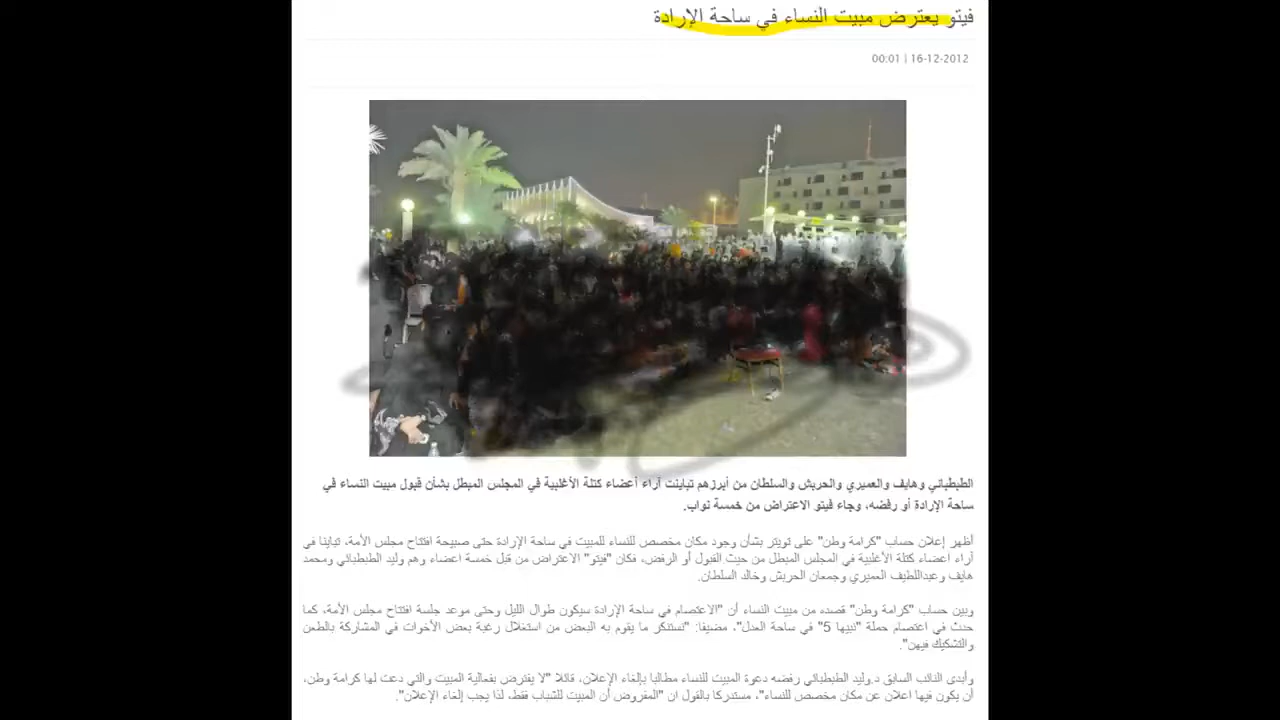 فيتو يعترض مبيت النساء في ساحة الإرادة
00:01 | 16-12-2012
الطبطبائي وهايف والعميري والحربش والسلطان من أبرزهم تباينت آراء أعضاء كتلة الأغلبية في المجلس المبطل بشأن قبول مبيت النساء في
ساحة الإرادة أو رفضه، وجاء فيتو الاعتراض من خمسة نواب.
أظهر إعلان حساب "كرامة وطن" على تويتر بشأن وجود مكان مخصص للنساء للمبيت في ساحة الإرادة حتى صبيحة افتتاح مجلس الأمة، تباينا في
آراء اعضاء كتلة الأغلبية في المجلس المبطل من حيث القبول أو الرفض، فكان "فيتو" الاعتراض من قبل خمسة اعضاء وهم وليد الطبطبائي ومحمد
هايف وعبداللطيف العميري وجمعان الحربش وخالد السلطان.
وبين حساب "كرامة وطن" قصده من مبيت النساء أن "الاعتصام في ساحة الإرادة سيكون طوال الليل وحتى موعد جلسة افتتاح مجلس الأمة، كما
حدث في اعتصام حملة "نبيها 5" في ساحة العدل"، مضيفا: "نستنكر ما يقوم به البعض من استغلال رغبة بعض الأخوات في المشاركة بالطعن
والتشكيك فيهن".
وأبدى النائب السابق د.وليد الطبطبائي رفضه دعوة المبيت للنساء مطالبا بإلغاء الإعلان، قائلا "لا يفترض بفعالية المبيت والتي دعت لها كرامة وطن،
أن يكون فيها اعلان عن مكان مخصص للنساء"، مستدركا بالقول ان "المفروض أن المبيت للشباب فقط، لذا يجب إلغاء الإعلان".